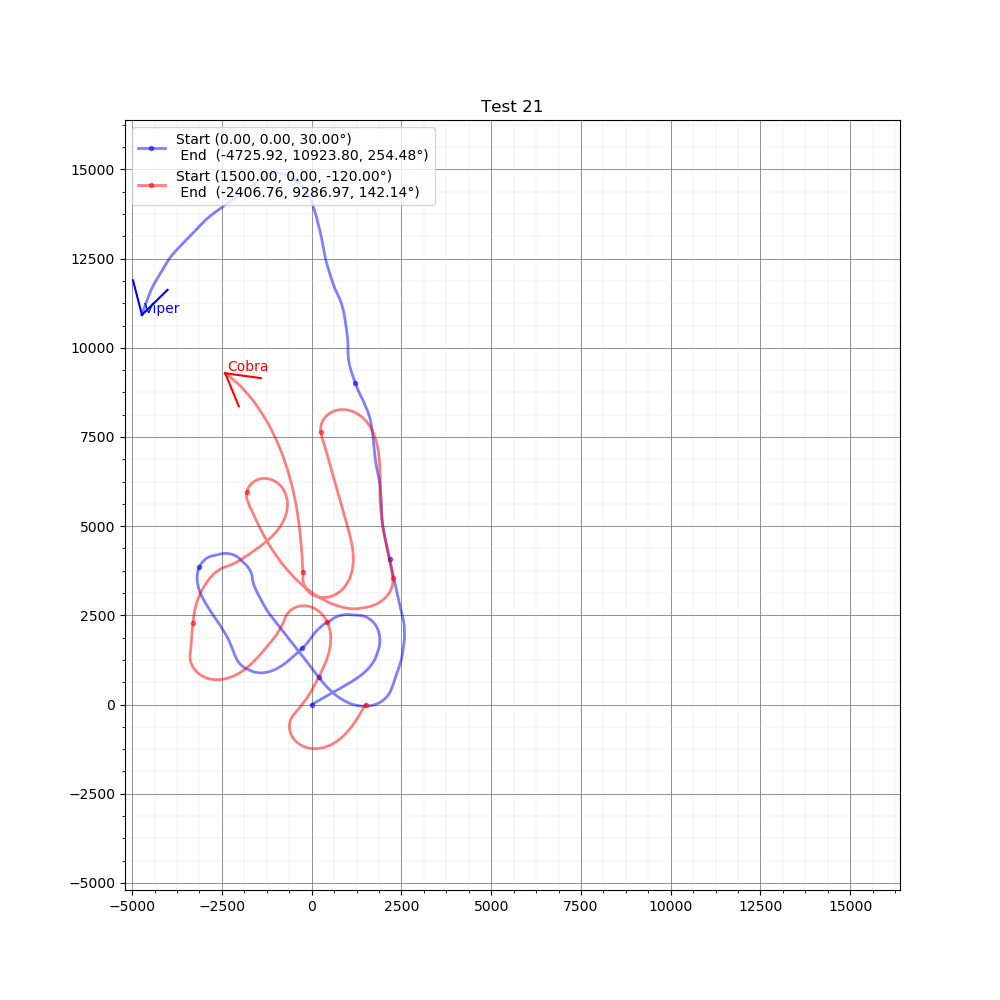 Test 21
Start (0.00, 0.00, 30.00°)
End (-4725.92, 10923.80, 254.48°)
Start (1500.00, 0.00, -120.00°)
End (-2406.76, 9286.97, 142.14°)
15000
12500
10000
7500
5000
2500
0
−2500
−5000
Viper
Cobra
−5000 −2500 0 2500 5000 7500 10000 12500 15000